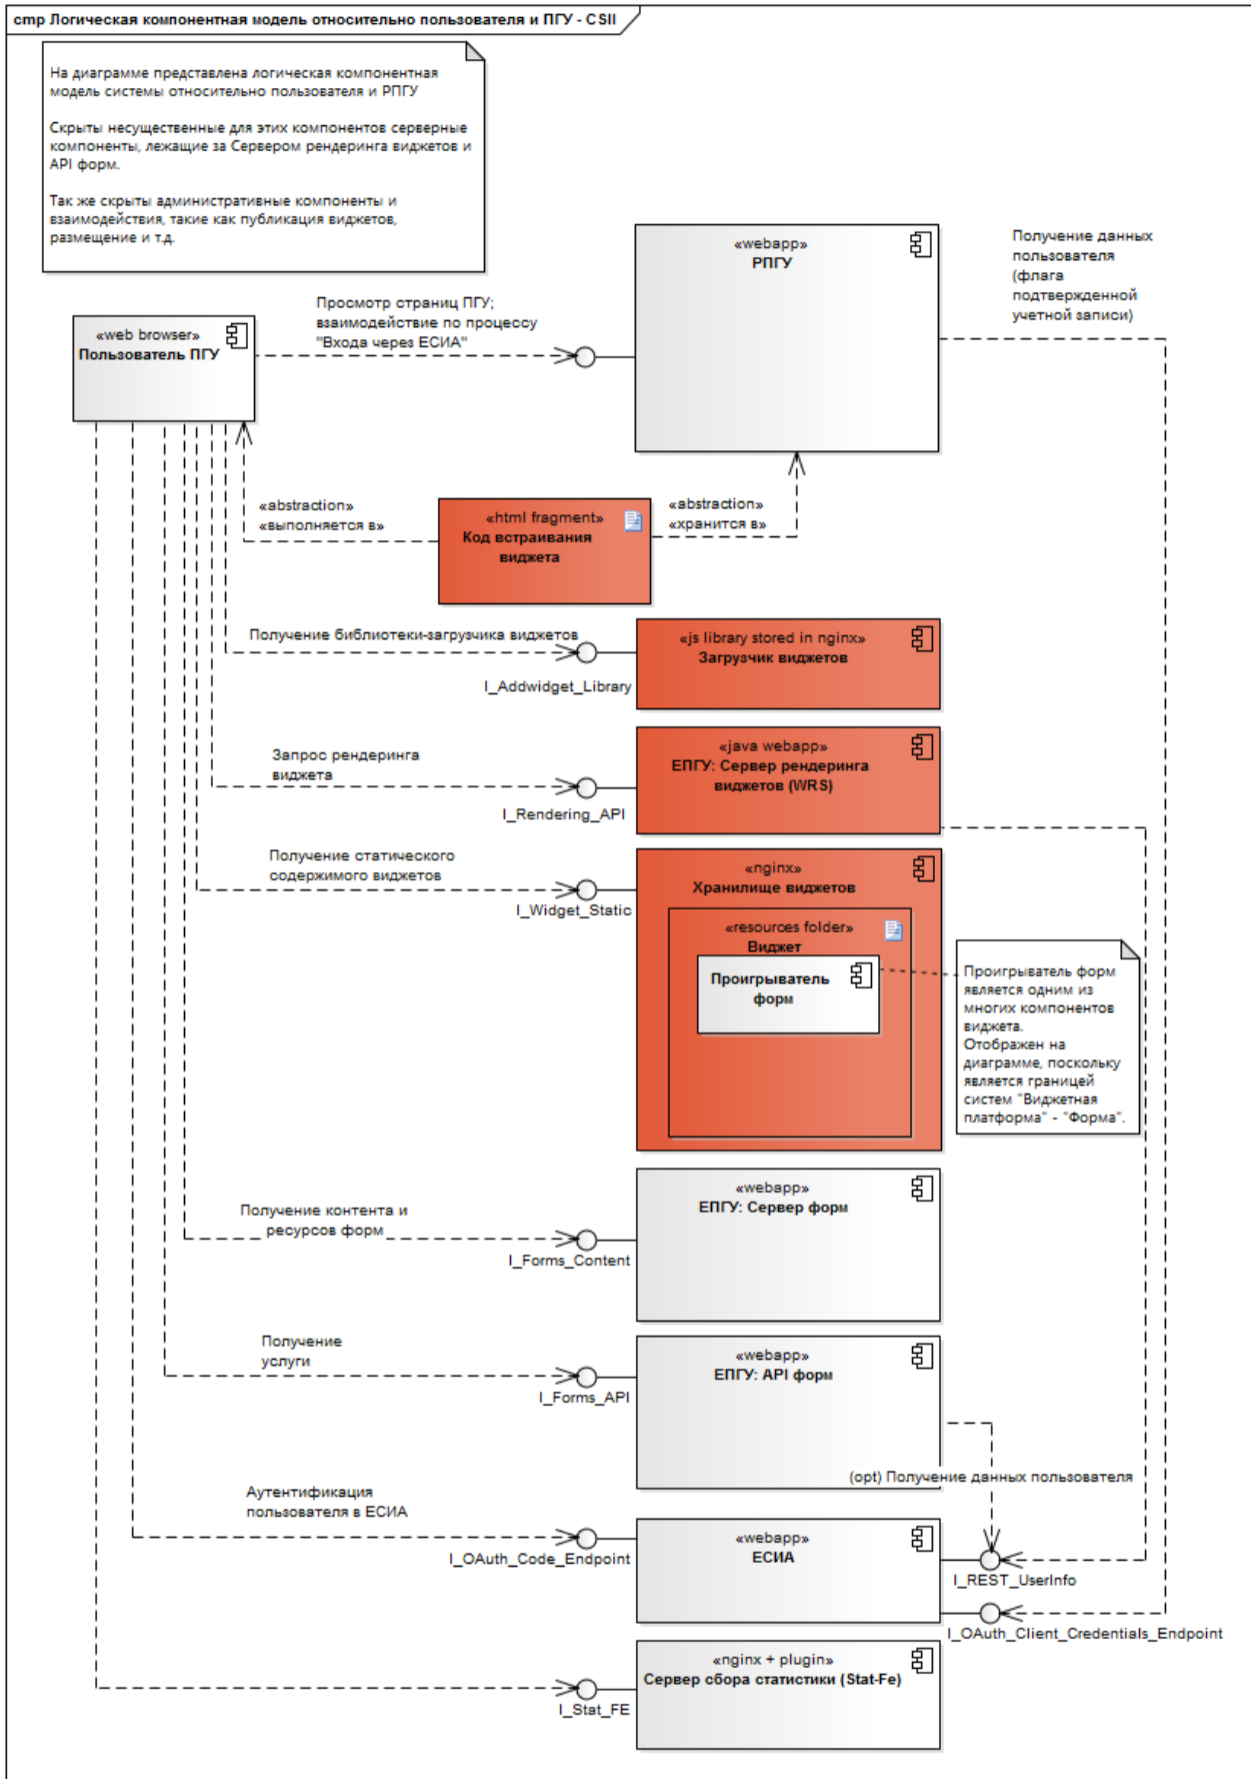 cmp Логическая компонентная модель относительно пользователя и ПГУ - CSII
На диаграмме представлена логическая компонентная
модель системы относительно пользователя и РПГУ
Скрыты несущественные для этих компонентов серверные
компоненты, лежащие за Сервером рендеринга виджетов и
API форм.
Так же скрыты административные компоненты и
взаимодействия, такие как публикация виджетов,
размещение и т.д.
«webapp»
РПГУ
Получение данных
пользователя
(флага
подтвержденной
учетной записи)
Просмотр страниц ПГУ;
взаимодействие по процессу
"Входа через ЕСИА"
«web browser»
Пользователь ПГУ
«abstraction»
«выполняется в»
«html fragment»
Код встраивания
виджета
«abstraction»
«хранится в»
Получение библиотеки-загрузчика виджетов
I_Addwidget_Library
«js library stored in nginx»
Загрузчик виджетов
Запрос рендеринга
виджета
I_Rendering_API
«java webapp»
ЕПГУ: Сервер рендеринга
виджетов (WRS)
Получение статического
содержимого виджетов
I_Widget_Static
«nginx»
Хранилище виджетов
«resources folder»
Виджет
Проигрыватель
форм
Проигрыватель форм
является одним из
многих компонентов
виджета.
Отображен на
диаграмме, поскольку
является границей
систем "Виджетная
платформа" - "Форма".
Получение контента и
ресурсов форм
I_Forms_Content
«webapp»
ЕПГУ: Сервер форм
Получение
услуги
I_Forms_API
«webapp»
ЕПГУ: API форм
(opt) Получение данных пользователя
Аутентификация
пользователя в ЕСИА
I_OAuth_Code_Endpoint
«webapp»
ЕСИА
I_REST_UserInfo
I_OAuth_Client_Credentials_Endpoint
«nginx + plugin»
Сервер сбора статистики (Stat-Fe)
I_Stat_FE